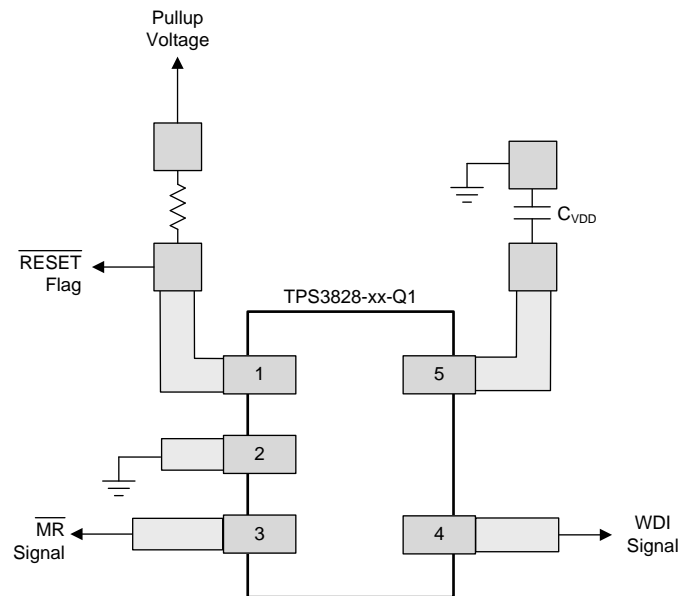 Pullup
Voltage
C_VDD
RESET
Flag
TPS3828-xx-Q1
1
5
2
MR
Signal
3
4
WDI
Signal